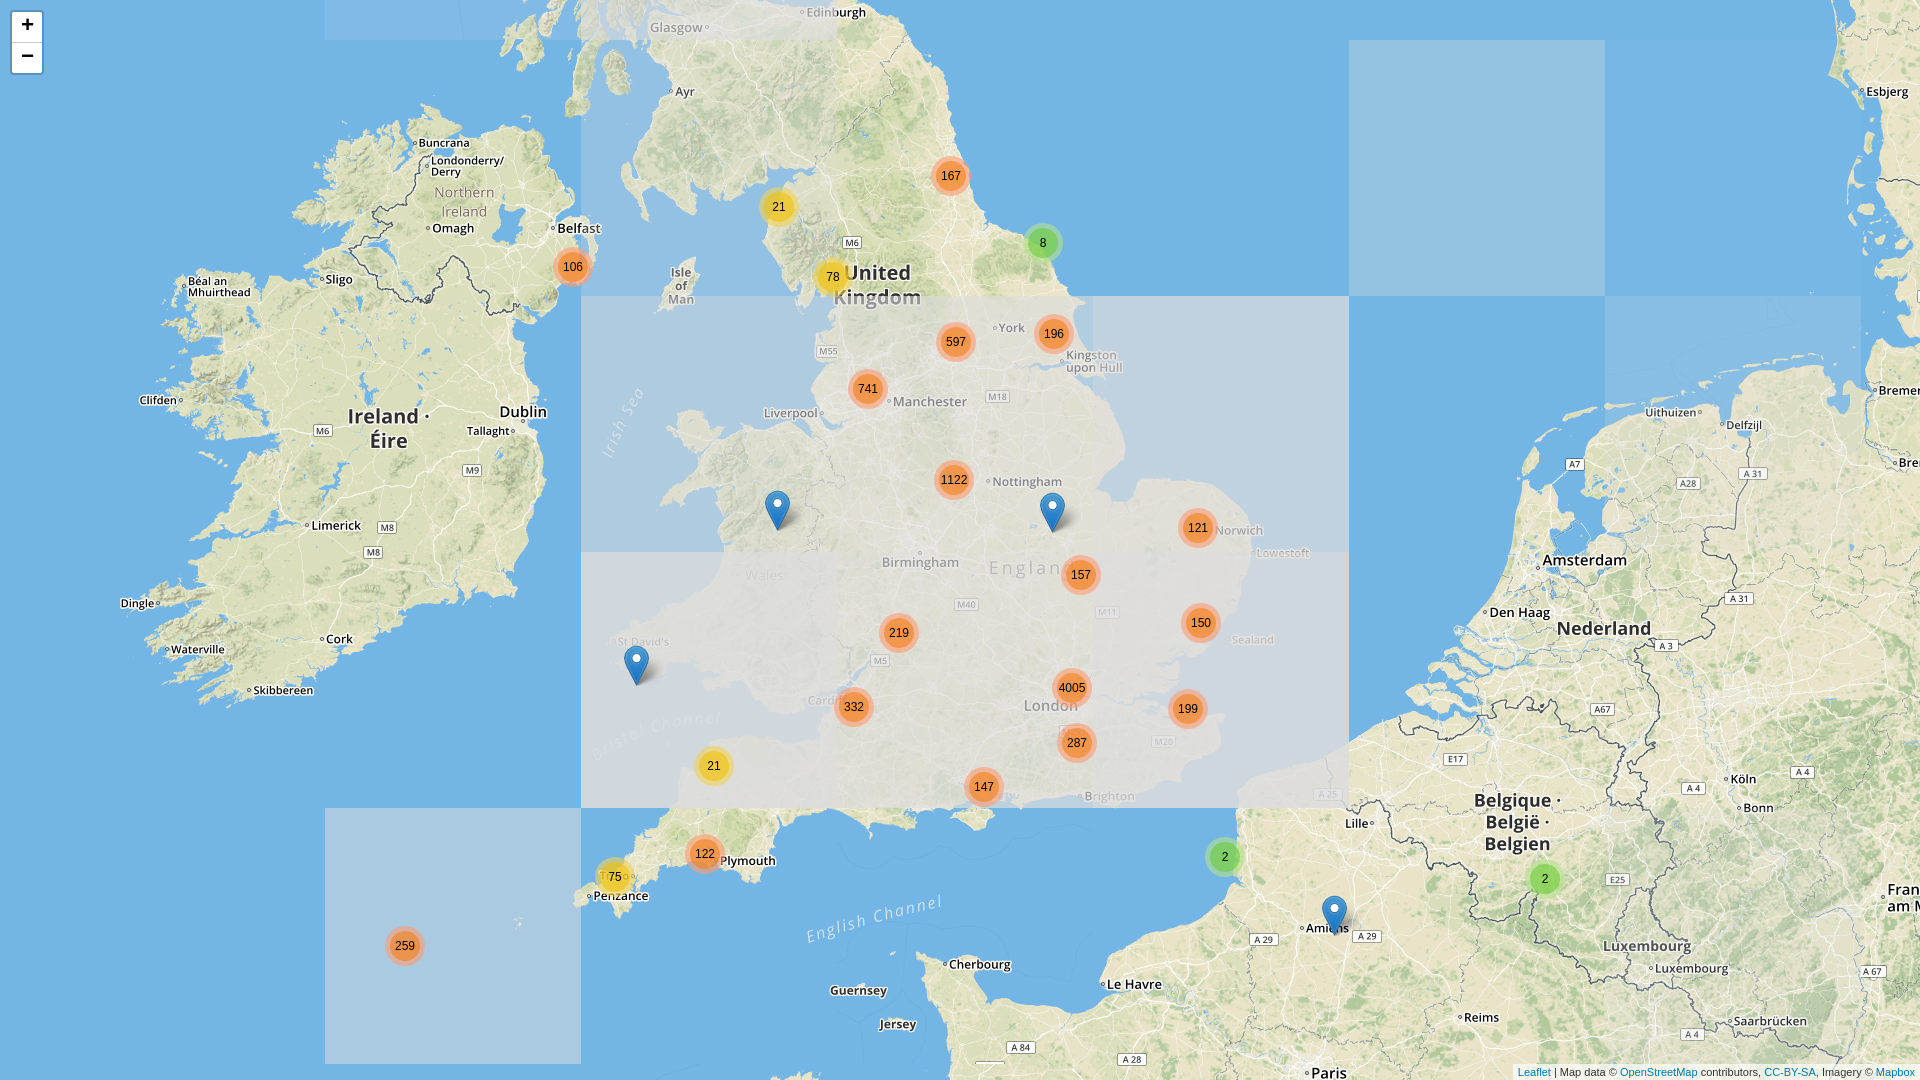 +
−
Glasgow
Edinburgh
Ayr
Esbjerg
Buncrana
Londonderry/
Derry
Northern
Ireland
Omagh
Belfast
167
21
8
M6
106
78
United
Kingdom
Isle
of
Man
Sligo
Béal an
Mhuirthead
York
196
597
M55
Kingston
upon Hull
741
Manchester
M18
Liverpool
Irish Sea
Clifden
Ireland ·
Éire
M6
Dublin
Tallaght
M9
Bremer
Uithuizen
Delfzijl
A7
A 31
A28
Bre
1122
Nottingham
Limerick
M8
M8
121
Norwich
Lowestoft
Birmingham
Englan
157
Wales
Amsterdam
A 31
Dingle
M40
M11
Den Haag
Nederland
Cork
Waterville
St David's
219
150
Sealand
A 3
M5
Skibbereen
4005
London
332
199
A67
Bristol Channel
287
M20
E17
21
147
Brighton
A 25
Köln
A 4
A 4
Bonn
Belgique ·
België ·
Belgien
Lille
122
Plymouth
2
75
Penzance
2
E25
Fran
am M
English Channel
Amiens
A 29
A 29
259
Luxembourg
Luxembourg
A 67
Cherbourg
Le Havre
Guernsey
Jersey
Reims
Saarbrücken
A 4
A 84
A 28
Paris
Leaflet | Map data © OpenStreetMap contributors, CC-BY-SA, Imagery © Mapbox